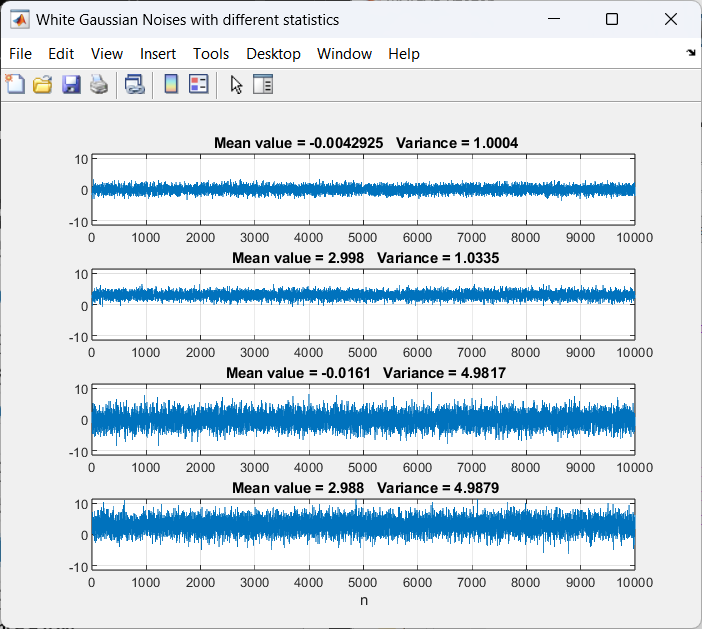 White Gaussian Noises with different statistics
File Edit View Insert Tools Desktop Window Help
Mean value = -0.0042925 Variance = 1.0004
10
0
-10
0 1000 2000 3000 4000 5000 6000 7000 8000 9000 10000
Mean value = 2.998 Variance = 1.0335
10
0
-10
0 1000 2000 3000 4000 5000 6000 7000 8000 9000 10000
Mean value = -0.0161 Variance = 4.9817
10
0
-10
0 1000 2000 3000 4000 5000 6000 7000 8000 9000 10000
Mean value = 2.988 Variance = 4.9879
10
0
-10
0 1000 2000 3000 4000 5000 6000 7000 8000 9000 10000
n